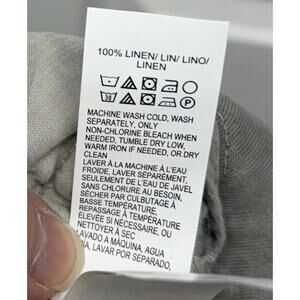 100% LINEN/ LIN/ LINO/
LINEN
MACHINE WASH COLD, WASH
SEPARATELY, ONLY
NON-CHLORINE BLEACH WHEN
NEEDED, TUMBLE DRY LOW,
WARM IRON IF NEEDED, OR DRY
CLEAN
LAVER À LA MACHINE À L'EAU
FROIDE, LAVER SÉPARÉMENT,
SEULEMENT DE L'EAU DE JAVEL
SANS CHLORURE AU BESOIN,
SÉCHER PAR CULBUTAGE À
BASSE TEMPÉRATURE,
REPASSAGE À TEMPÉRATURE
ÉLEVÉE SI NÉCESSAIRE, OU
NETTOYER À SEC
LAVADO A MÁQUINA, AGUA
LAVAR POR SEPARADO,